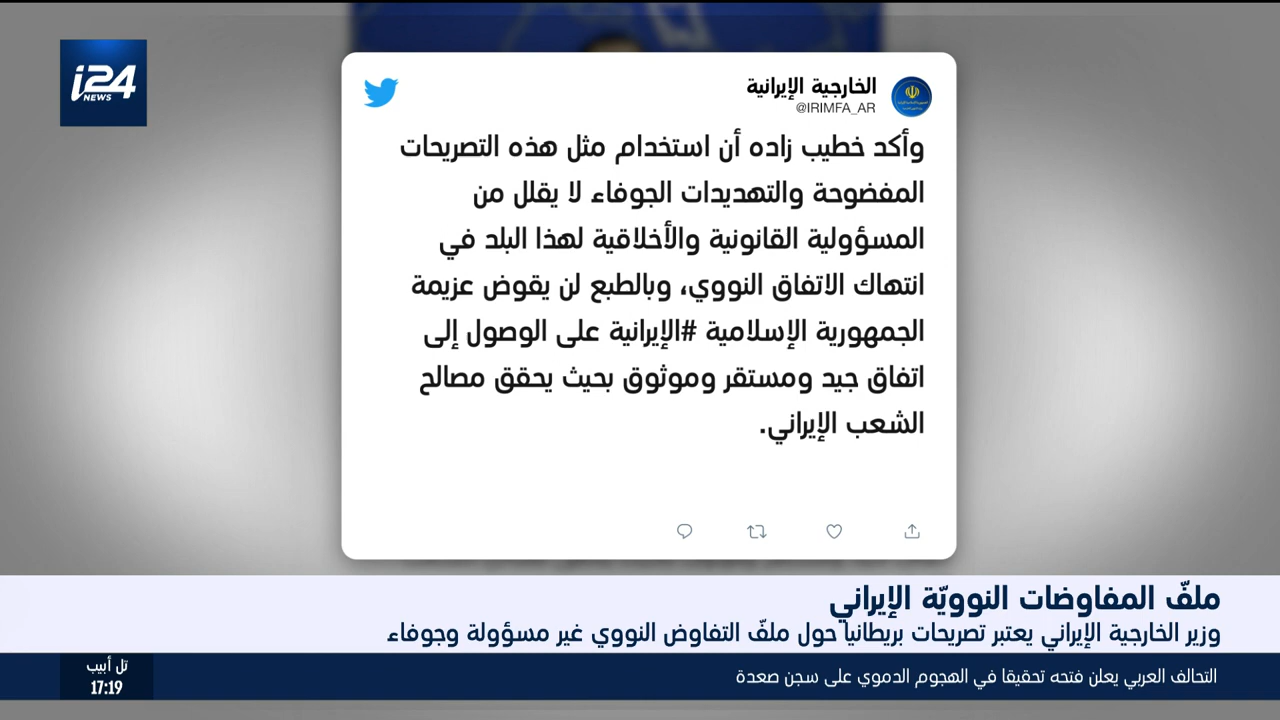 i24
NEWS
الخارجية الإيرانية
@IRIMFA_AR
وأكد خطيب زاده أن استخدام مثل هذه التصريحات
المفضوحة والتهديدات الجوفاء لا يقلل من
المسؤولية القانونية والأخلاقية لهذا البلد في
انتهاك الاتفاق النووي، وبالطبع لن يقوض عزيمة
الجمهورية الإسلامية #الإيرانية على الوصول إلى
اتفاق جيد ومستقر وموثوق بحيث يحقق مصالح
الشعب الإيراني.
ملفّ المفاوضات النوويّة الإيراني
وزير الخارجية الإيراني يعتبر تصريحات بريطانيا حول ملفّ التفاوض النووي غير مسؤولة وجوفاء
التحالف العربي يعلن فتحه تحقيقا في الهجوم الدموي على سجن صعدة
تل أبيب
17:19